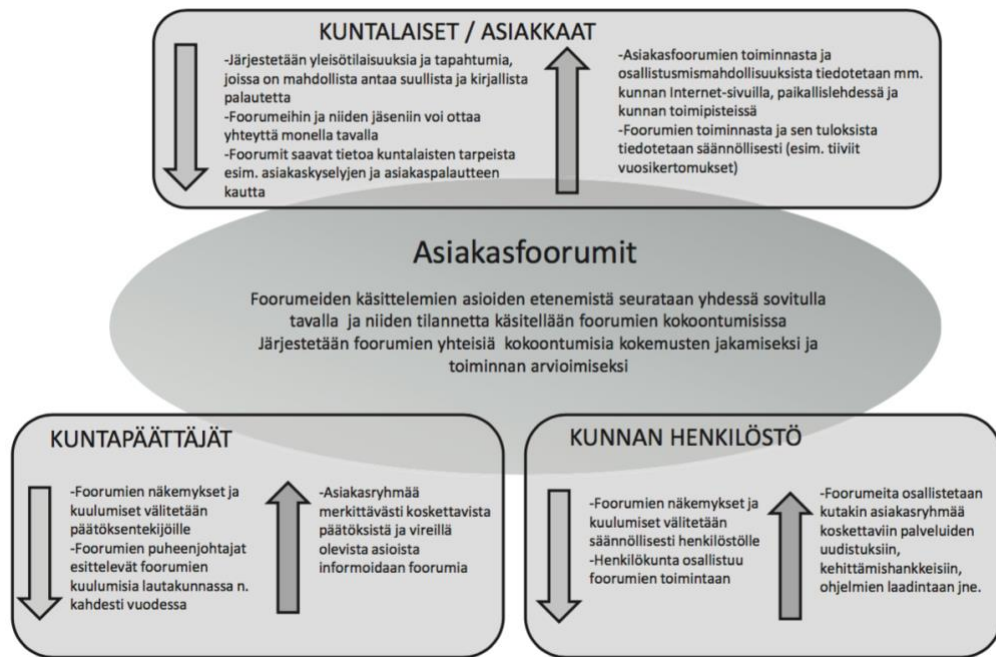 KUNTALAISET / ASIAKKAAT
-Järjestetään yleisötilaisuuksia ja tapahtumia,
joissa on mahdollista antaa suullista ja kirjallista
palautetta
-Foorumeihin ja niiden jäseniin voi ottaa
yhteyttä monella tavalla
-Foorumit saavat tietoa kuntalaisten tarpeista
esim. asiakaskyselyjen ja asiakaspalautteen
kautta
-Asiakasfoorumien toiminnasta ja
osallistusmismahdollisuuksista tiedotetaan mm.
kunnan Internet-sivuilla, paikallislehdessä ja
kunnan toimipisteissä
-Foorumien toiminnasta ja sen tuloksista
tiedotetaan säännöllisesti (esim. tiiviit
vuosikertomukset)
Asiakasfoorumit
Foorumeiden käsittelemien asioiden etenemistä seurataan yhdessä sovitulla
tavalla ja niiden tilannetta käsitellään foorumien kokoontumisissa
Järjestetään foorumien yhteisiä kokoontumisia kokemusten jakamiseksi ja
toiminnan arvioimiseksi
KUNTAPÄÄTTÄJÄT
-Foorumien näkemykset ja
kuulumiset välitetään
päätöksentekijöille
-Foorumien puheenjohtajat
esittelevät foorumien
kuulumisia lautakunnassa n.
kahdesti vuodessa
-Asiakasryhmää
merkittävästi koskettavista
päätöksistä ja vireillä
olevista asioista
informoidaan foorumia
KUNNAN HENKILÖSTÖ
-Foorumien näkemykset ja
kuulumiset välitetään
säännöllisesti henkilöstölle
-Henkilökunta osallistuu
foorumien toimintaan
-Foorumeita osallistetaan
kutakin asiakasryhmää
koskettaviin palveluiden
uudistuksiin,
kehittämishankkeisiin,
ohjelmien laadintaan jne.